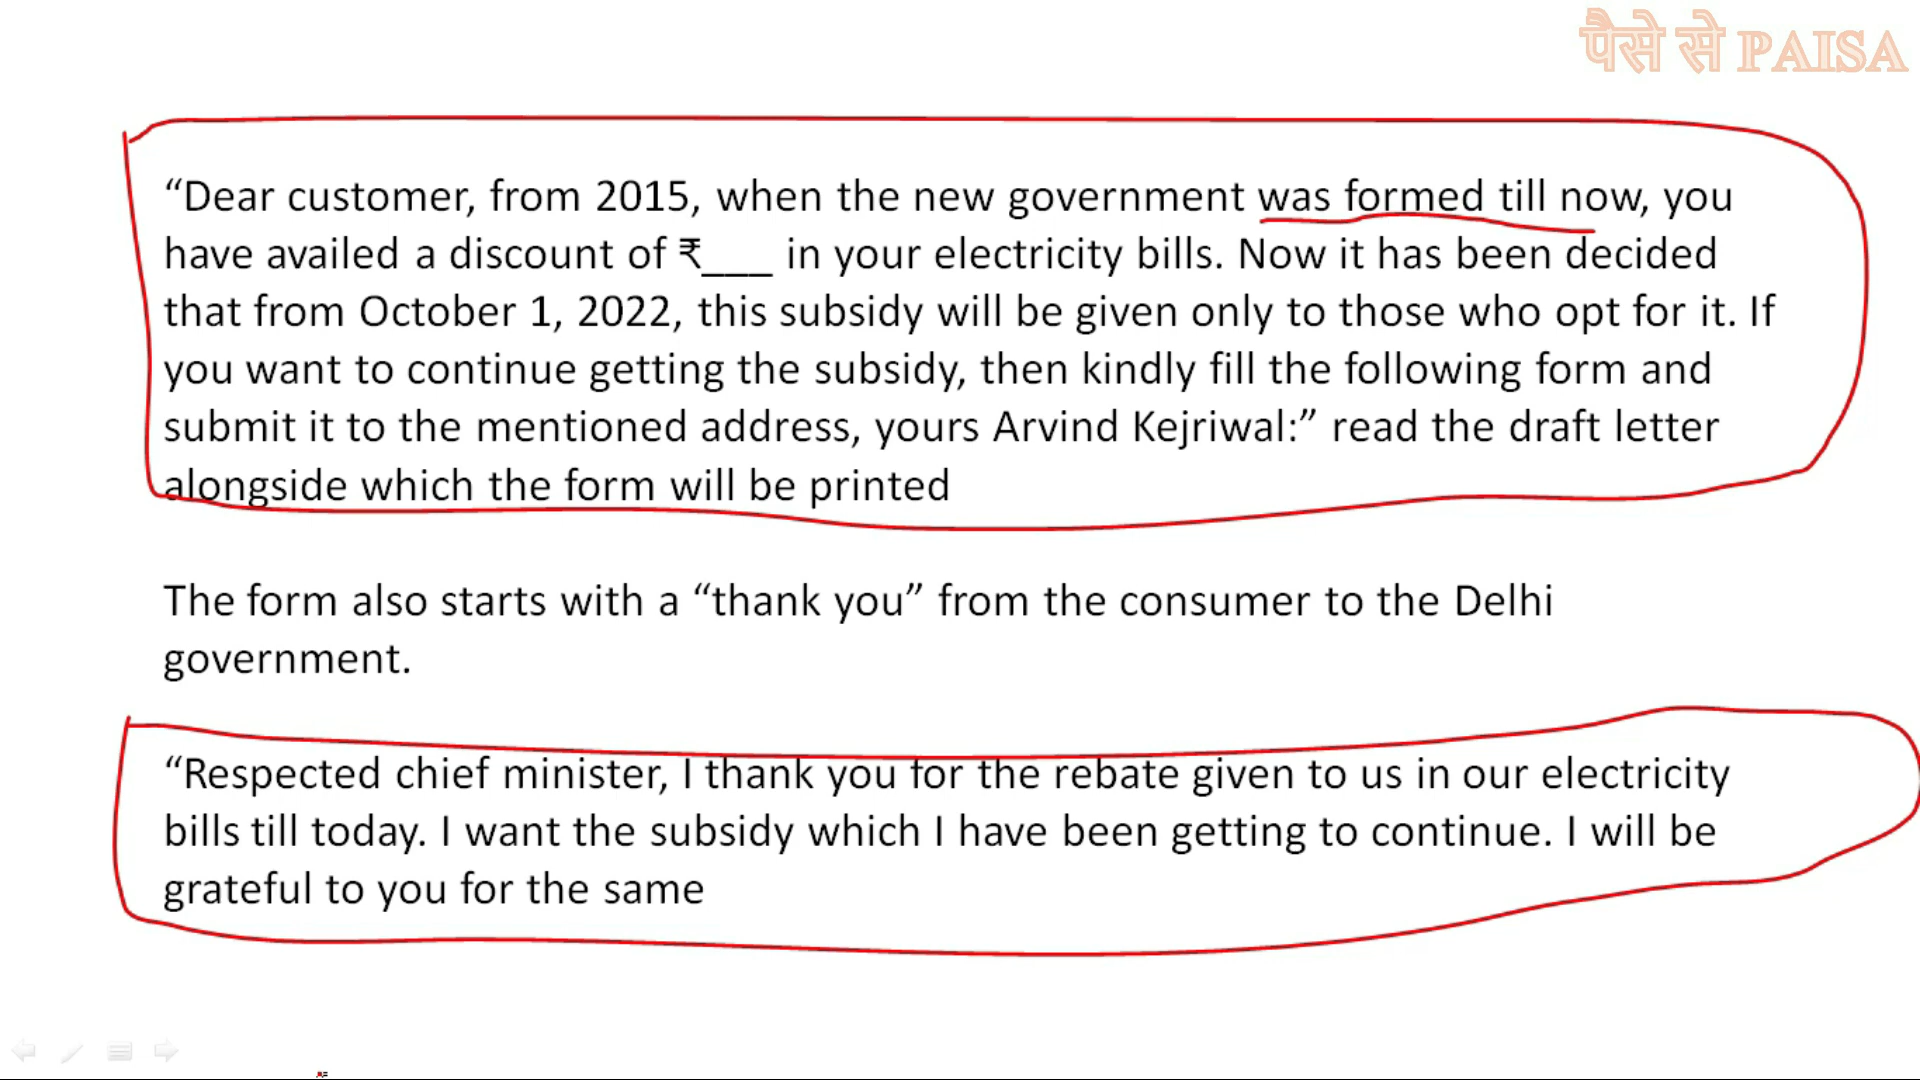 पैसे से PAISA
“Dear customer, from 2015, when the new government was formed till now, you
have availed a discount of ₹___ in your electricity bills. Now it has been decided
that from October 1, 2022, this subsidy will be given only to those who opt for it. If
you want to continue getting the subsidy, then kindly fill the following form and
submit it to the mentioned address, yours Arvind Kejriwal:” read the draft letter
alongside which the form will be printed
The form also starts with a “thank you” from the consumer to the Delhi
government.
“Respected chief minister, I thank you for the rebate given to us in our electricity
bills till today. I want the subsidy which I have been getting to continue. I will be
grateful to you for the same